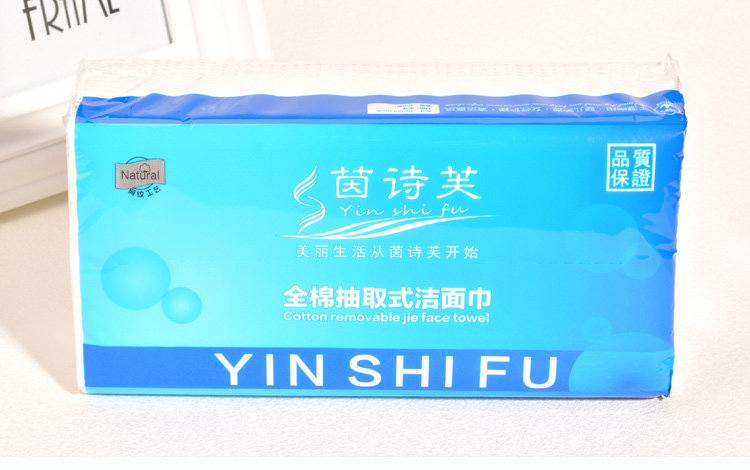 Natural
茵诗芙
Yin shi fu
美丽生活从茵诗芙开始
品質
保證
全棉抽取式洁面巾
Cotton removable jie face towel
YIN SHI FU